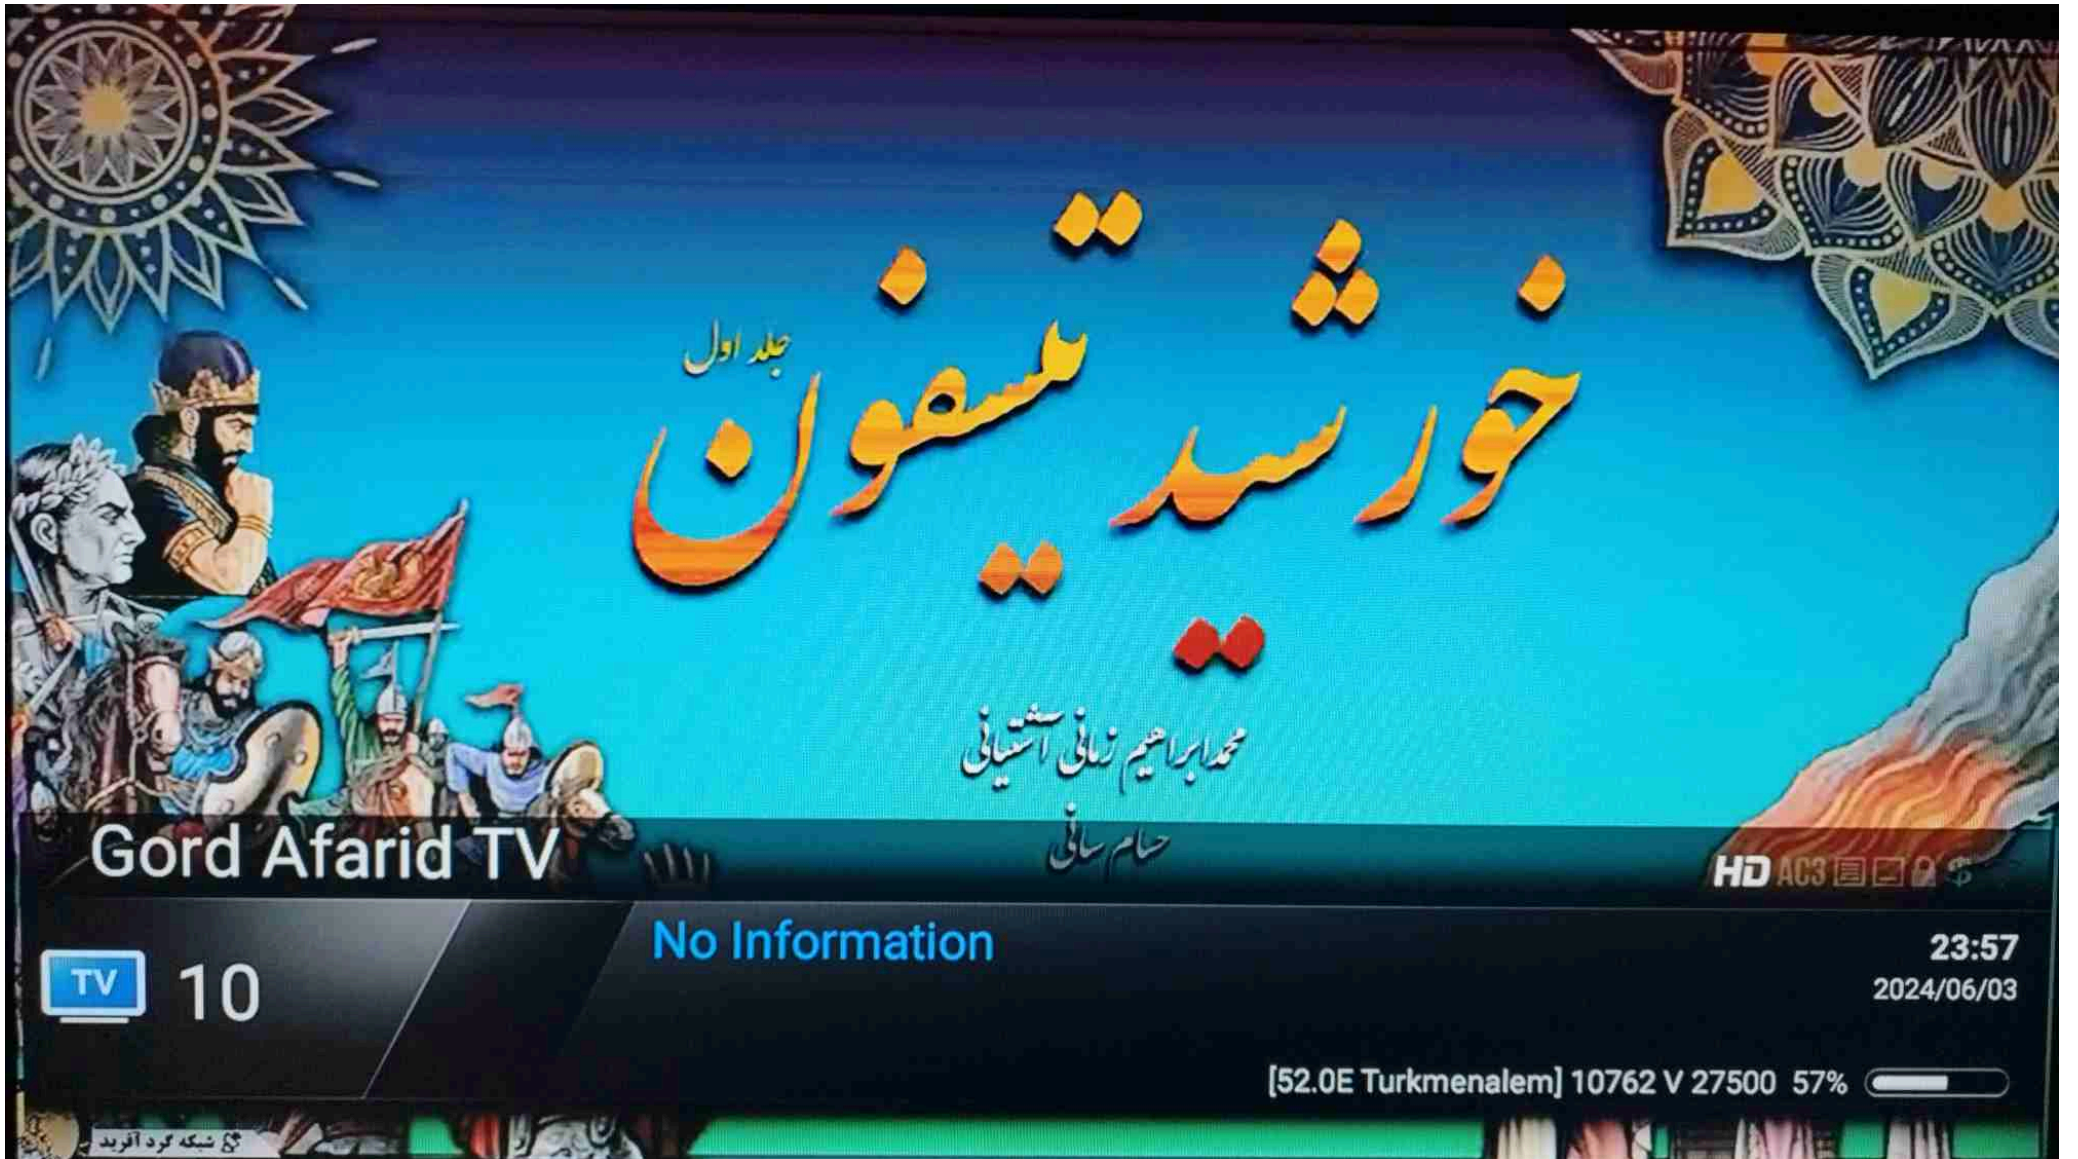 خورشید تیسفون
جلد اول
محمدابراهیم زمانی آشتیانی
حسام سانی
Gord Afarid TV
HD AC3
No Information
TV 10
23:57
2024/06/03
[52.0E Turkmenalem] 10762 V 27500 57%
شبکه گرد آفرید